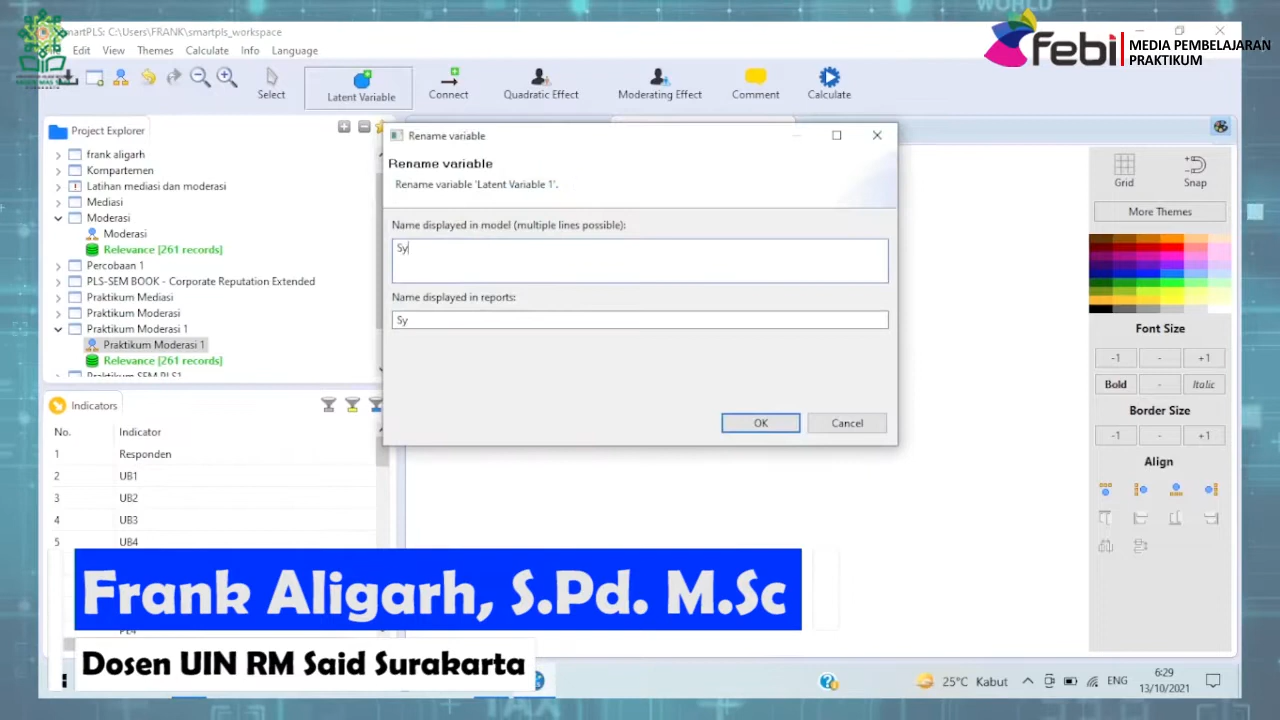 martPLS: C:\Users\FRANK\smartpls_workspace
Edit View Themes Calculate Info Language
febi
MEDIA PEMBELAJARAN
PRAKTIKUM
Select
Latent Variable
Connect
Quadratic Effect
Moderating Effect
Comment
Calculate
Project Explorer
frank aligarh
Kompartemen
Latihan mediasi dan moderasi
Mediasi
Moderasi
Moderasi
Relevance [261 records]
Percobaan 1
PLS-SEM BOOK - Corporate Reputation Extended
Praktikum Mediasi
Praktikum Moderasi
Praktikum Moderasi 1
Praktikum Moderasi 1
Relevance [261 records]
Praktikum SEM PLS1
Rename variable
Rename variable
Rename variable 'Latent Variable 1'.
Name displayed in model (multiple lines possible):
Sy
Name displayed in reports:
Sy
OK
Cancel
Grid
Snap
More Themes
Font Size
-1 - +1
Bold - Italic
Border Size
-1 - +1
Align
Indicators
No. Indicator
1 Responden
2 UB1
3 UB2
4 UB3
5 UB4
PE4
Frank Aligarh, S.Pd. M.Sc
Dosen UIN RM Said Surakarta
25°C Kabut
ENG
6:29
13/10/2021